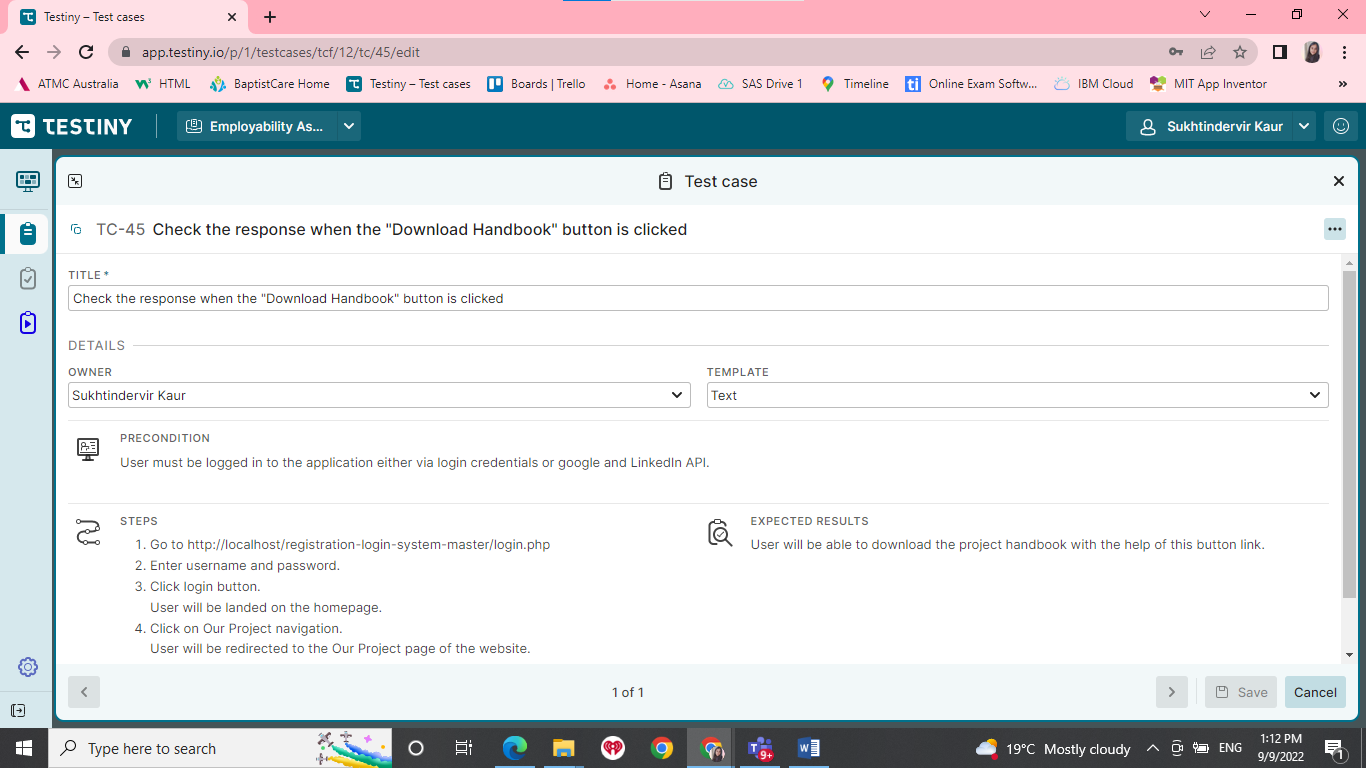 Testiny – Test cases
app.testiny.io/p/1/testcases/tcf/12/tc/45/edit
ATMC Australia
HTML
BaptistCare Home
Testiny – Test cases
Boards | Trello
Home - Asana
SAS Drive 1
Timeline
Online Exam Softw...
IBM Cloud
MIT App Inventor
»
TESTINY
Employability As...
Sukhtindervir Kaur
Test case
TC-45 Check the response when the "Download Handbook" button is clicked
TITLE *
Check the response when the "Download Handbook" button is clicked
DETAILS
OWNER
Sukhtindervir Kaur
TEMPLATE
Text
PRECONDITION
User must be logged in to the application either via login credentials or google and LinkedIn API.
STEPS
1. Go to http://localhost/registration-login-system-master/login.php
2. Enter username and password.
3. Click login button.
User will be landed on the homepage.
4. Click on Our Project navigation.
User will be redirected to the Our Project page of the website.
EXPECTED RESULTS
User will be able to download the project handbook with the help of this button link.
1 of 1
Save
Cancel
Type here to search
9+
19°C Mostly cloudy
ENG
1:12 PM
9/9/2022
1